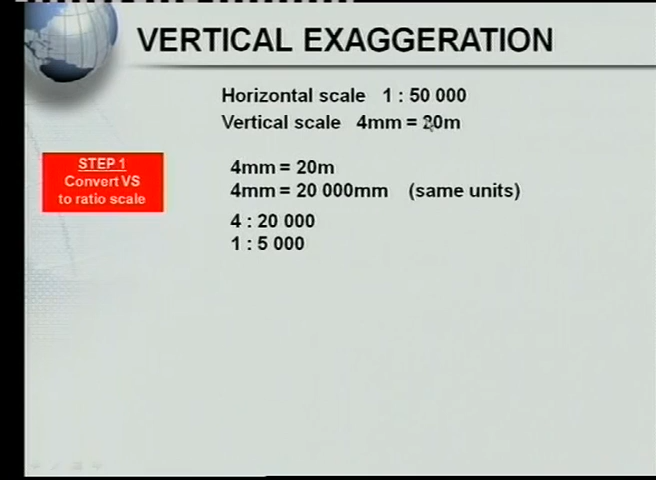 VERTICAL EXAGGERATION
Horizontal scale 1 : 50 000
Vertical scale 4mm = 20m
STEP 1
Convert VS
to ratio scale
4mm = 20m
4mm = 20 000mm (same units)
4 : 20 000
1 : 5 000